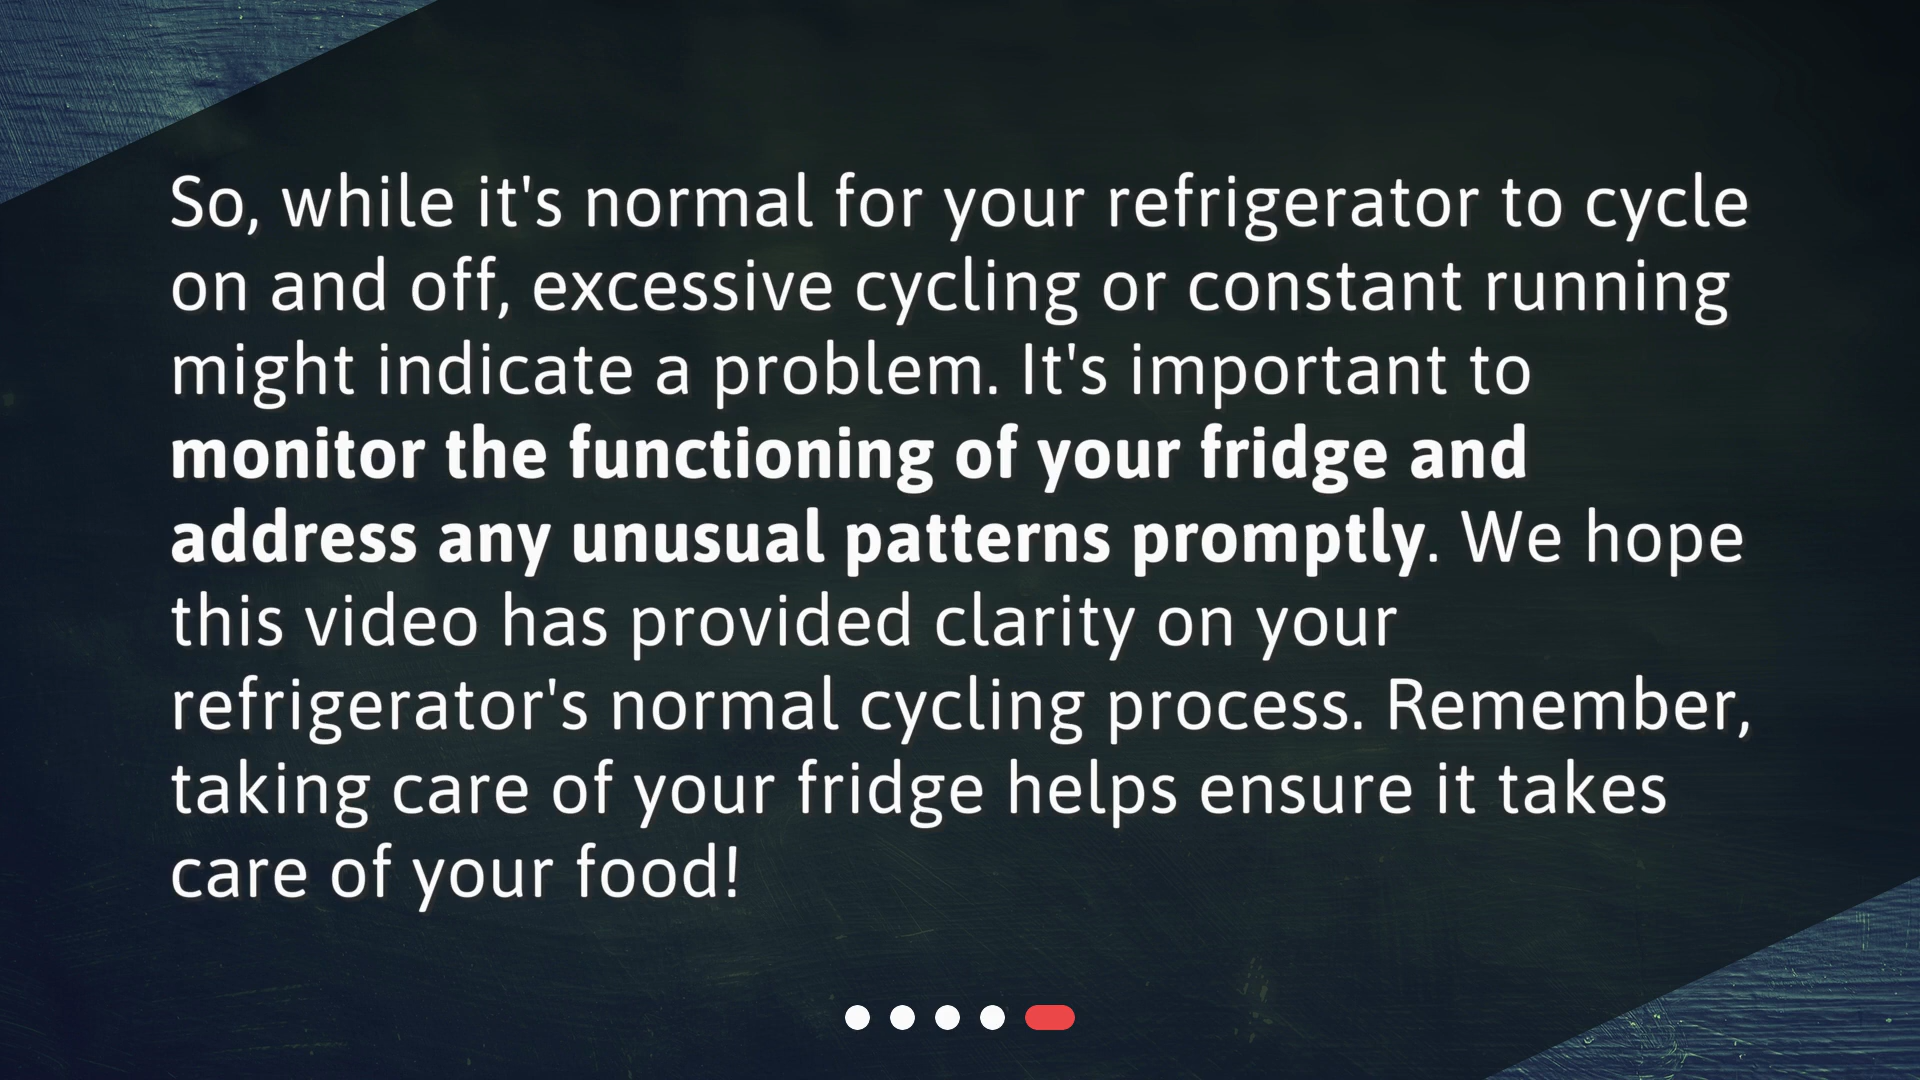 So, while it's normal for your refrigerator to cycle
on and off, excessive cycling or constant running
might indicate a problem. It's important to
monitor the functioning of your fridge and
address any unusual patterns promptly. We hope
this video has provided clarity on your
refrigerator's normal cycling process. Remember,
taking care of your fridge helps ensure it takes
care of your food!